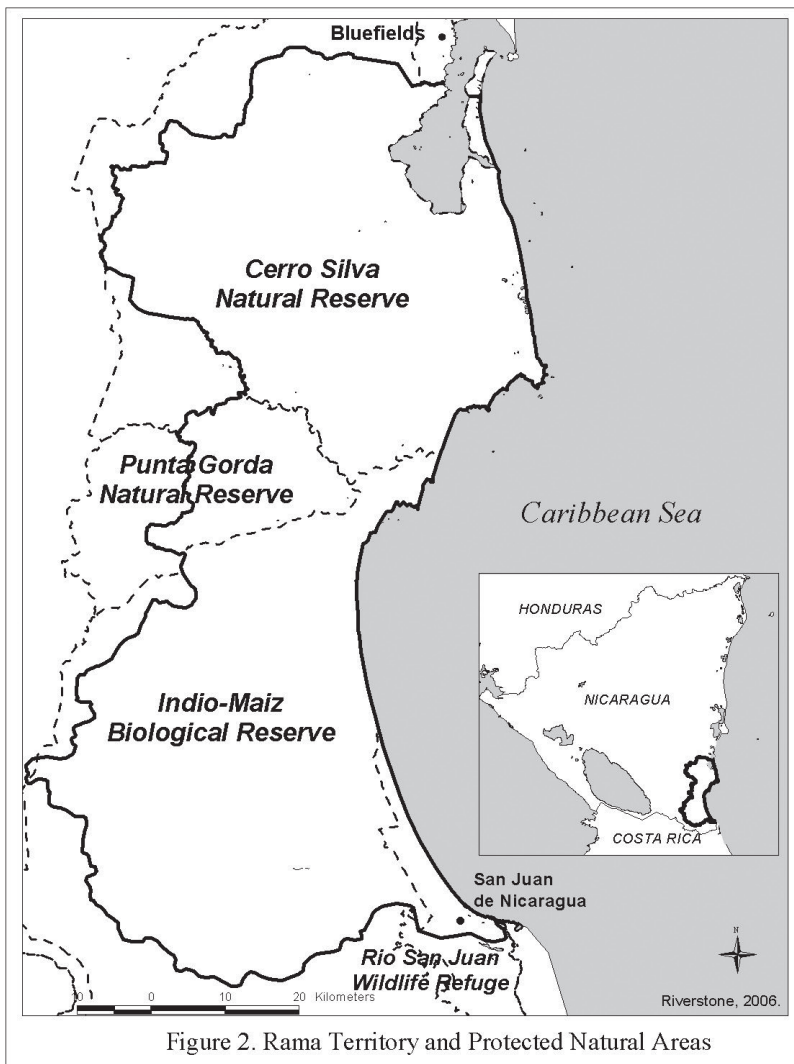 Bluefields
Cerro Silva
Natural Reserve
Punta Gorda
Natural Reserve
Caribbean Sea
HONDURAS
NICARAGUA
COSTA RICA
Indio-Maiz
Biological Reserve
San Juan
de Nicaragua
Rio San Juan
Wildlife Refuge
N
10 0 10 20 Kilometers
Riverstone, 2006.
Figure 2. Rama Territory and Protected Natural Areas